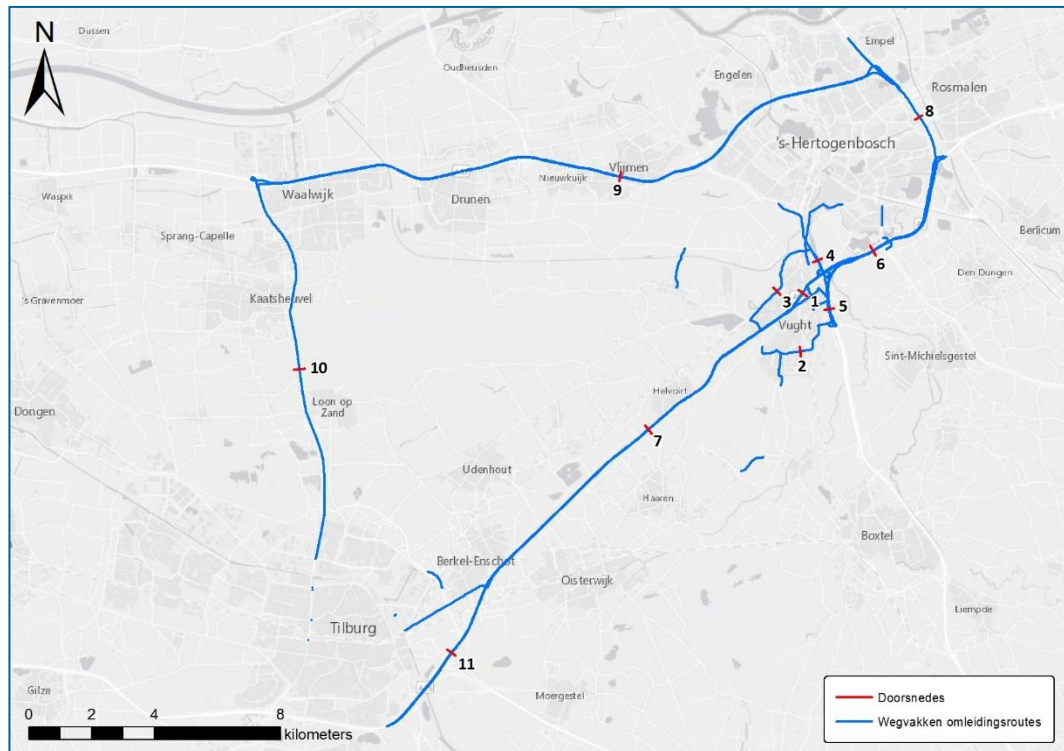 N
Dussen
Oudheusden
Empel
Engelen
Rosmalen
8
's-Hertogenbosch
Vlijmen
Nieuwkuijk
9
Waalwijk
Drunen
Waspik
Sprang-Capelle
Berlicum
4
6
Den Dungen
's Gravenmoer
Kaatsheuvel
3
1
5
Vught
2
Sint-Michielsgestel
10
Helvoirt
Loon op
Zand
Dongen
7
Udenhout
Haaren
Boxtel
Berkel-Enschot
Oisterwijk
Liempde
Tilburg
11
Gilze
Moergestel
0 2 4 8
kilometers
Doorsnedes
Wegvakken omleidingsroutes